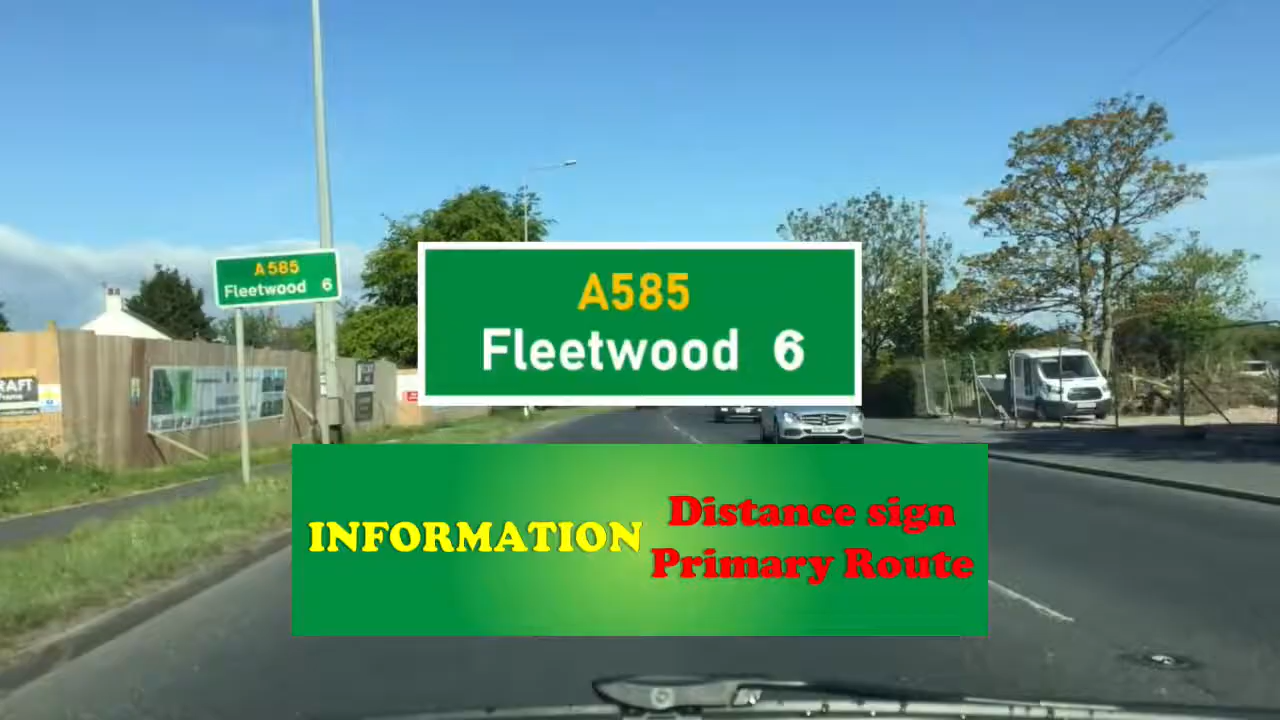 A585
Fleetwood 6
A585
Fleetwood 6
INFORMATION
Distance sign
Primary Route